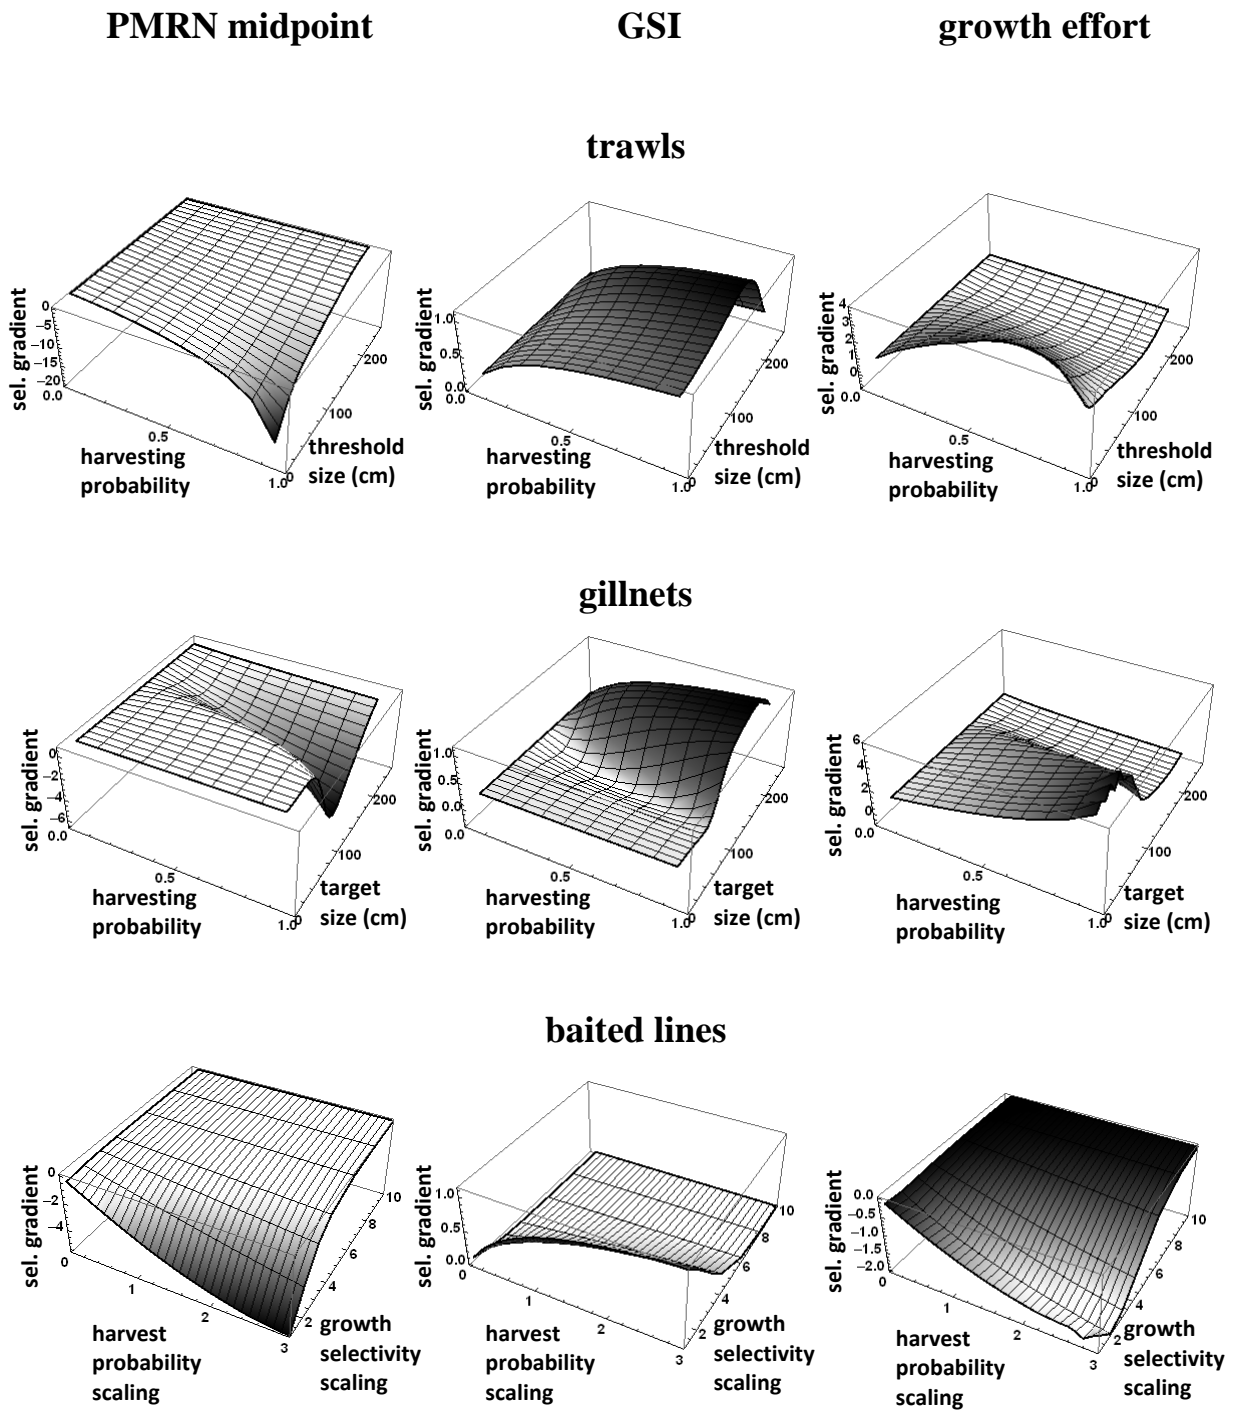 PMRN midpoint GSI growth effort
trawls
sel. gradient
0
−5
−10
−15
−20
0.0
0.5
1.0
harvesting
probability
0
100
200
threshold
size (cm)
sel. gradient
1.0
0.5
0.0
0.0
0.5
1.0
harvesting
probability
0
100
200
threshold
size (cm)
sel. gradient
4
3
2
1
0
0.0
0.5
1.0
harvesting
probability
0
100
200
threshold
size (cm)
gillnets
sel. gradient
0
−2
−4
−6
0.0
0.5
1.0
harvesting
probability
0
100
200
target
size (cm)
sel. gradient
1.0
0.5
0.0
0.0
0.5
1.0
harvesting
probability
0
100
200
target
size (cm)
sel. gradient
6
4
2
0
0.0
0.5
1.0
harvesting
probability
0
100
200
target
size (cm)
baited lines
sel. gradient
0
−2
−4
0
1
2
3
harvest
probability
scaling
2
4
6
8
10
growth
selectivity
scaling
sel. gradient
1.0
0.5
0.0
0
1
2
3
harvest
probability
scaling
2
4
6
8
10
growth
selectivity
scaling
sel. gradient
0.0
−0.5
−1.0
−1.5
−2.0
0
1
2
3
harvest
probability
scaling
2
4
6
8
10
growth
selectivity
scaling